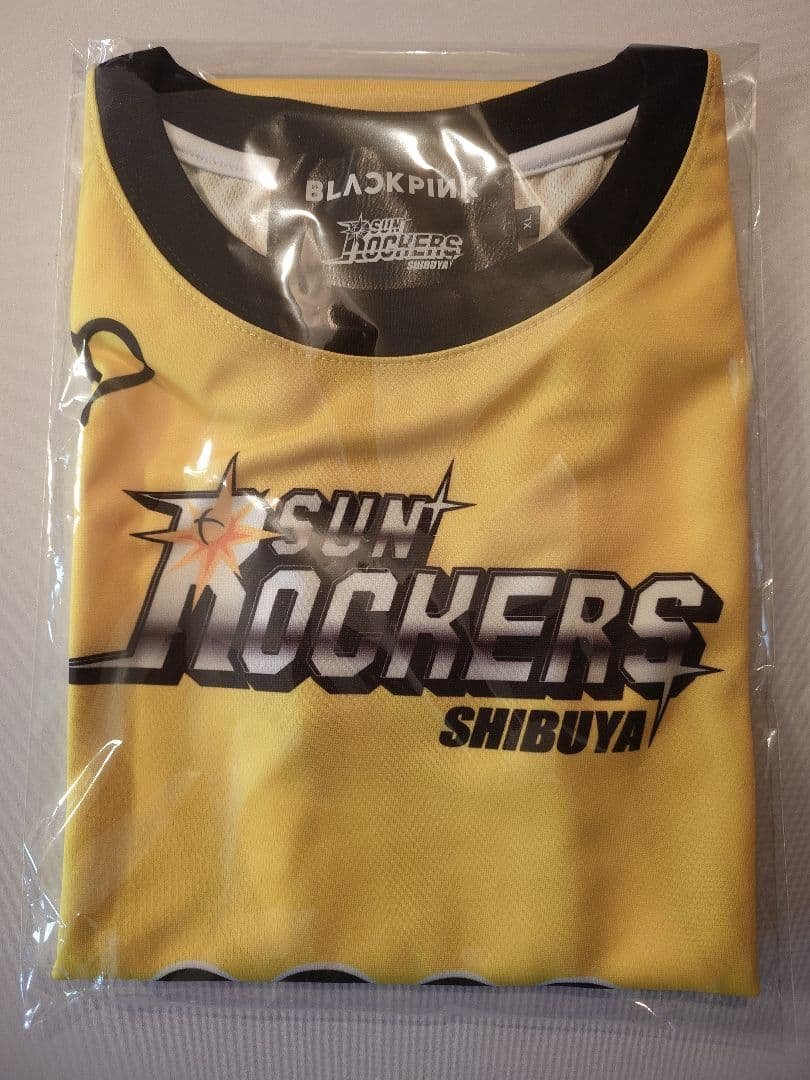 BLACKPINK
SUN
ROCKERS
SHIBUYA
XL
SUN
ROCKERS
SHIBUYA